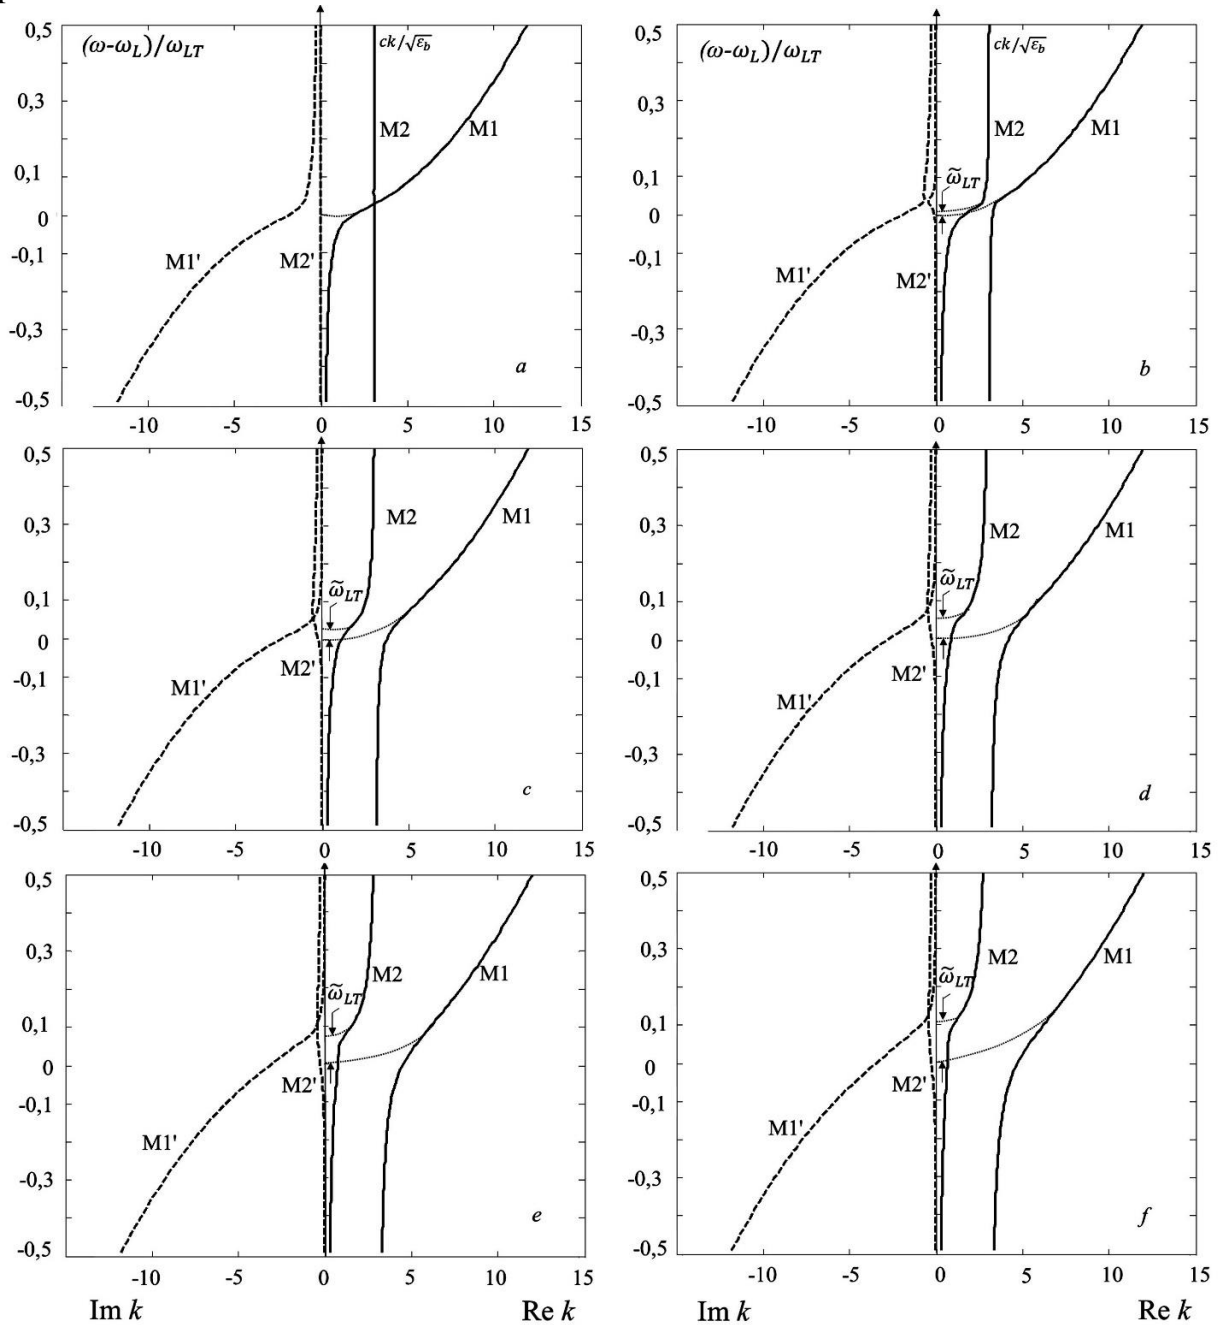 0,5
(ω-ω_L)/ω_LT
ck/√ε_b
0,3
M2
M1
0,1
0
-0,1
M1'
M2'
-0,3
a
-0,5
-10 -5 0 5 10 15
0,5
(ω-ω_L)/ω_LT
ck/√ε_b
0,3
M2
M1
0,1
ω̃_LT
0
-0,1
M1'
M2'
-0,3
b
-0,5
-10 -5 0 5 10 15
0,5
M2
M1
0,3
0,1
ω̃_LT
0
M2'
-0,1
M1'
-0,3
c
-0,5
-10 -5 0 5 10 15
0,5
M2
M1
0,3
0,1
ω̃_LT
0
M2'
-0,1
M1'
-0,3
d
-0,5
-10 -5 0 5 10 15
0,5
0,3
M2
M1
ω̃_LT
0,1
0
M2'
-0,1
M1'
-0,3
e
-0,5
-10 -5 0 5 10 15
Im k Re k
0,5
0,3
M2
M1
ω̃_LT
0,1
0
M2'
-0,1
M1'
-0,3
f
-0,5
-10 -5 0 5 10 15
Im k Re k